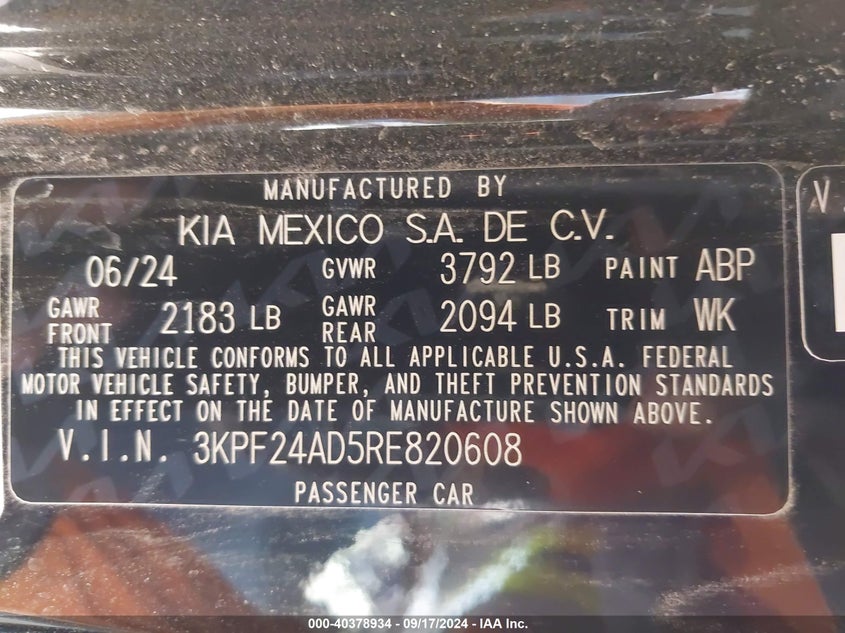 MANUFACTURED BY
KIA MEXICO S.A. DE C.V.
06/24 GVWR 3792 LB PAINT ABP
GAWR FRONT 2183 LB GAWR REAR 2094 LB TRIM WK
THIS VEHICLE CONFORMS TO ALL APPLICABLE U.S.A. FEDERAL
MOTOR VEHICLE SAFETY, BUMPER, AND THEFT PREVENTION STANDARDS
IN EFFECT ON THE DATE OF MANUFACTURE SHOWN ABOVE.
V.I.N. 3KPF24AD5RE820608
PASSENGER CAR
V
000-40378934 - 09/17/2024 - IAA Inc.